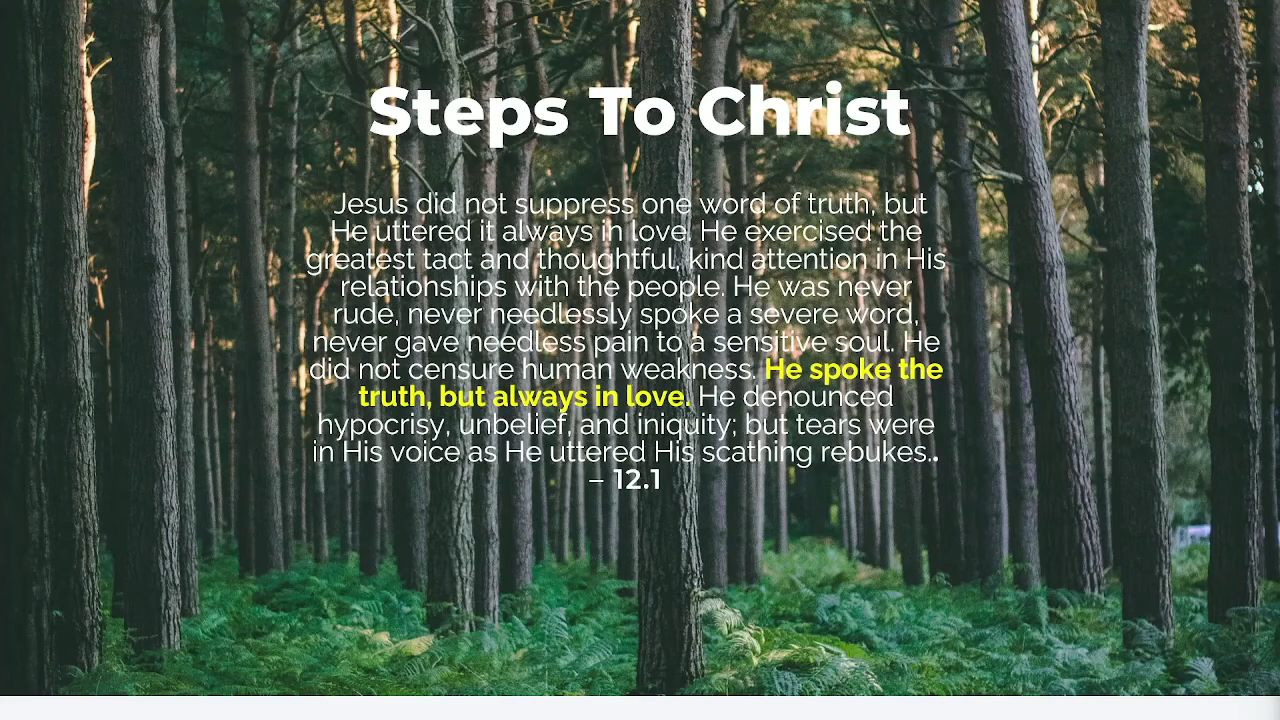 Steps To Christ
Jesus did not suppress one word of truth, but
He uttered it always in love. He exercised the
greatest tact and thoughtful, kind attention in His
relationships with the people. He was never
rude, never needlessly spoke a severe word,
never gave needless pain to a sensitive soul. He
did not censure human weakness. He spoke the
truth, but always in love. He denounced
hypocrisy, unbelief, and iniquity; but tears were
in His voice as He uttered His scathing rebukes..
– 12.1